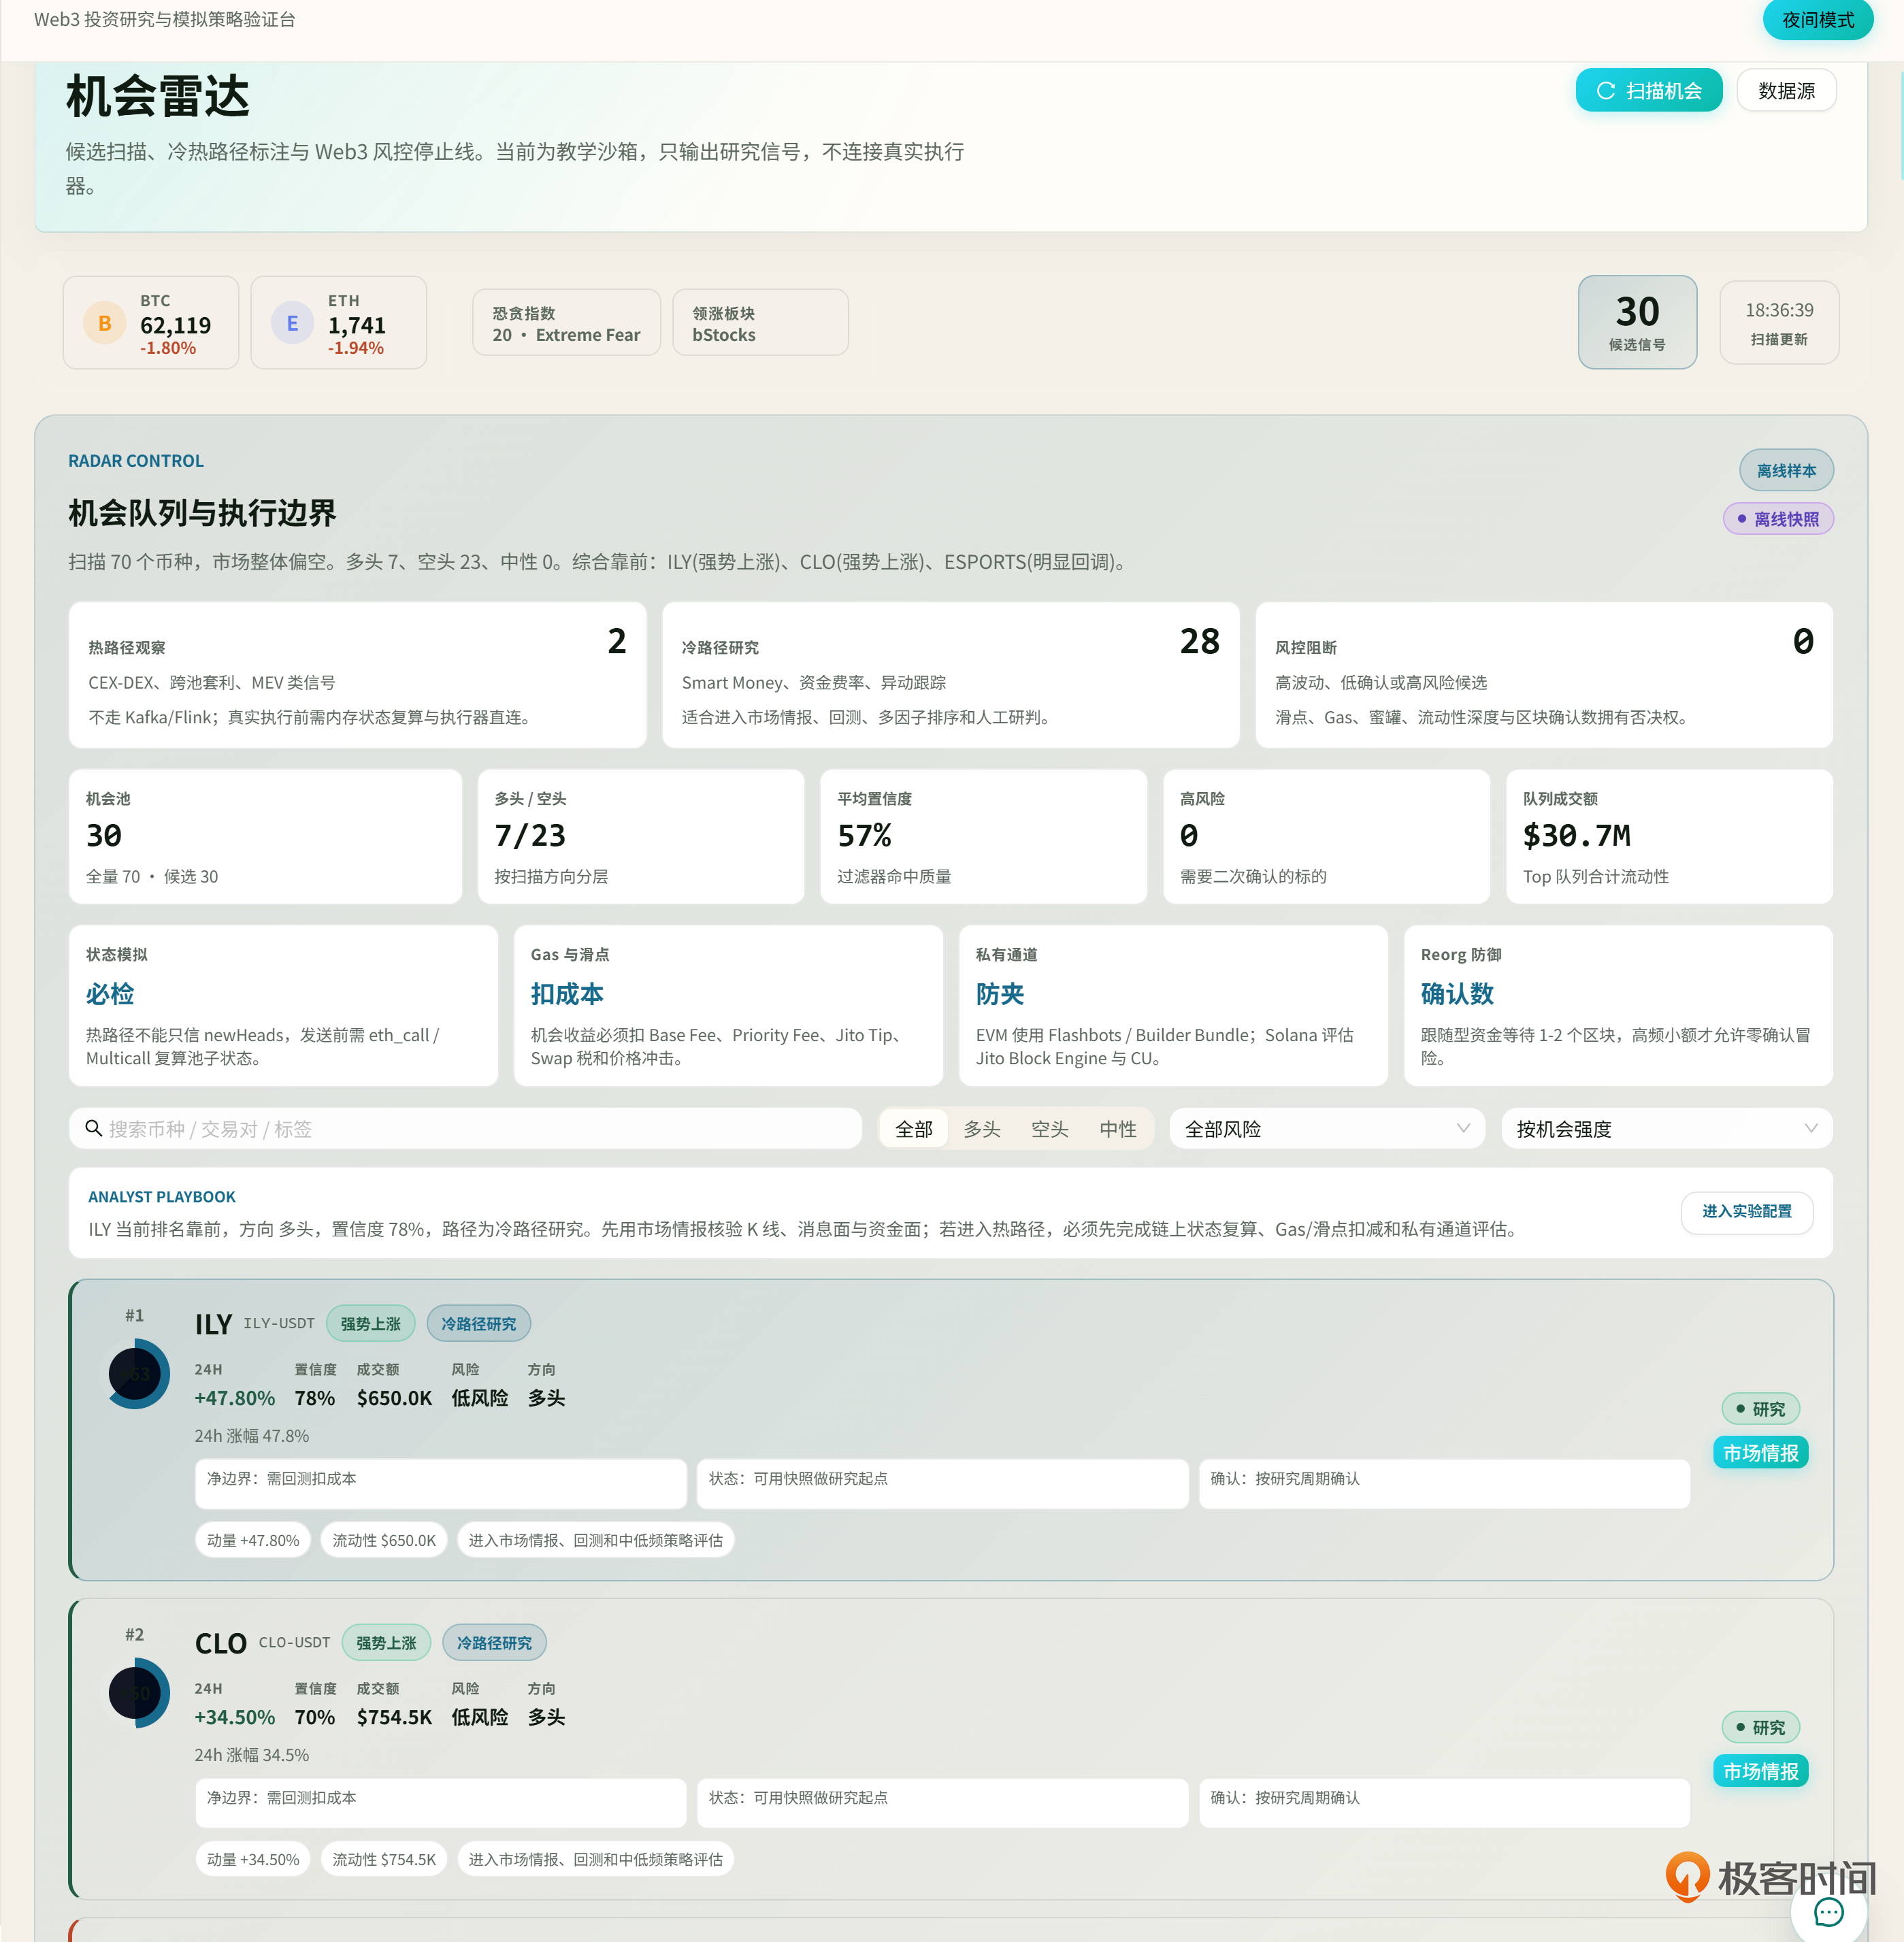 Web3 投资研究与模拟策略验证台
夜间模式
机会雷达
扫描机会
数据源
候选扫描、冷热路径标注与 Web3 风控停止线。当前为教学沙箱，只输出研究信号，不连接真实执行
器。
B
BTC
62,119
-1.80%
E
ETH
1,741
-1.94%
恐贪指数
20 · Extreme Fear
领涨板块
bStocks
30
候选信号
18:36:39
扫描更新
RADAR CONTROL
离线样本
机会队列与执行边界
离线快照
扫描 70 个币种，市场整体偏空。多头 7、空头 23、中性 0。综合靠前：ILY(强势上涨)、CLO(强势上涨)、ESPORTS(明显回调)。
热路径观察
2
CEX-DEX、跨池套利、MEV 类信号
不走 Kafka/Flink；真实执行前需内存状态复算与执行器直连。
冷路径研究
28
Smart Money、资金费率、异动跟踪
适合进入市场情报、回测、多因子排序和人工研判。
风控阻断
0
高波动、低确认或高风险候选
滑点、Gas、蜜罐、流动性深度与区块确认数拥有否决权。
机会池
30
全量 70 · 候选 30
多头 / 空头
7/23
按扫描方向分层
平均置信度
57%
过滤器命中质量
高风险
0
需要二次确认的标的
队列成交额
$30.7M
Top 队列合计流动性
状态模拟
必检
热路径不能只信 newHeads，发送前需 eth_call /
Multicall 复算池子状态。
Gas 与滑点
扣成本
机会收益必须扣 Base Fee、Priority Fee、Jito Tip、
Swap 税和价格冲击。
私有通道
防夹
EVM 使用 Flashbots / Builder Bundle；Solana 评估
Jito Block Engine 与 CU。
Reorg 防御
确认数
跟随型资金等待 1-2 个区块，高频小额才允许零确认冒
险。
搜索币种 / 交易对 / 标签
全部
多头
空头
中性
全部风险
按机会强度
ANALYST PLAYBOOK
ILY 当前排名靠前，方向 多头，置信度 78%，路径为冷路径研究。先用市场情报核验 K 线、消息面与资金面；若进入热路径，必须先完成链上状态复算、Gas/滑点扣减和私有通道评估。
进入实验配置
#1
63
ILY ILY-USDT 强势上涨 冷路径研究
24H 置信度 成交额 风险 方向
+47.80% 78% $650.0K 低风险 多头
24h 涨幅 47.8%
净边界：需回测扣成本
状态：可用快照做研究起点
确认：按研究周期确认
动量 +47.80%
流动性 $650.0K
进入市场情报、回测和中低频策略评估
研究
市场情报
#2
60
CLO CLO-USDT 强势上涨 冷路径研究
24H 置信度 成交额 风险 方向
+34.50% 70% $754.5K 低风险 多头
24h 涨幅 34.5%
净边界：需回测扣成本
状态：可用快照做研究起点
确认：按研究周期确认
动量 +34.50%
流动性 $754.5K
进入市场情报、回测和中低频策略评估
研究
市场情报
极客时间